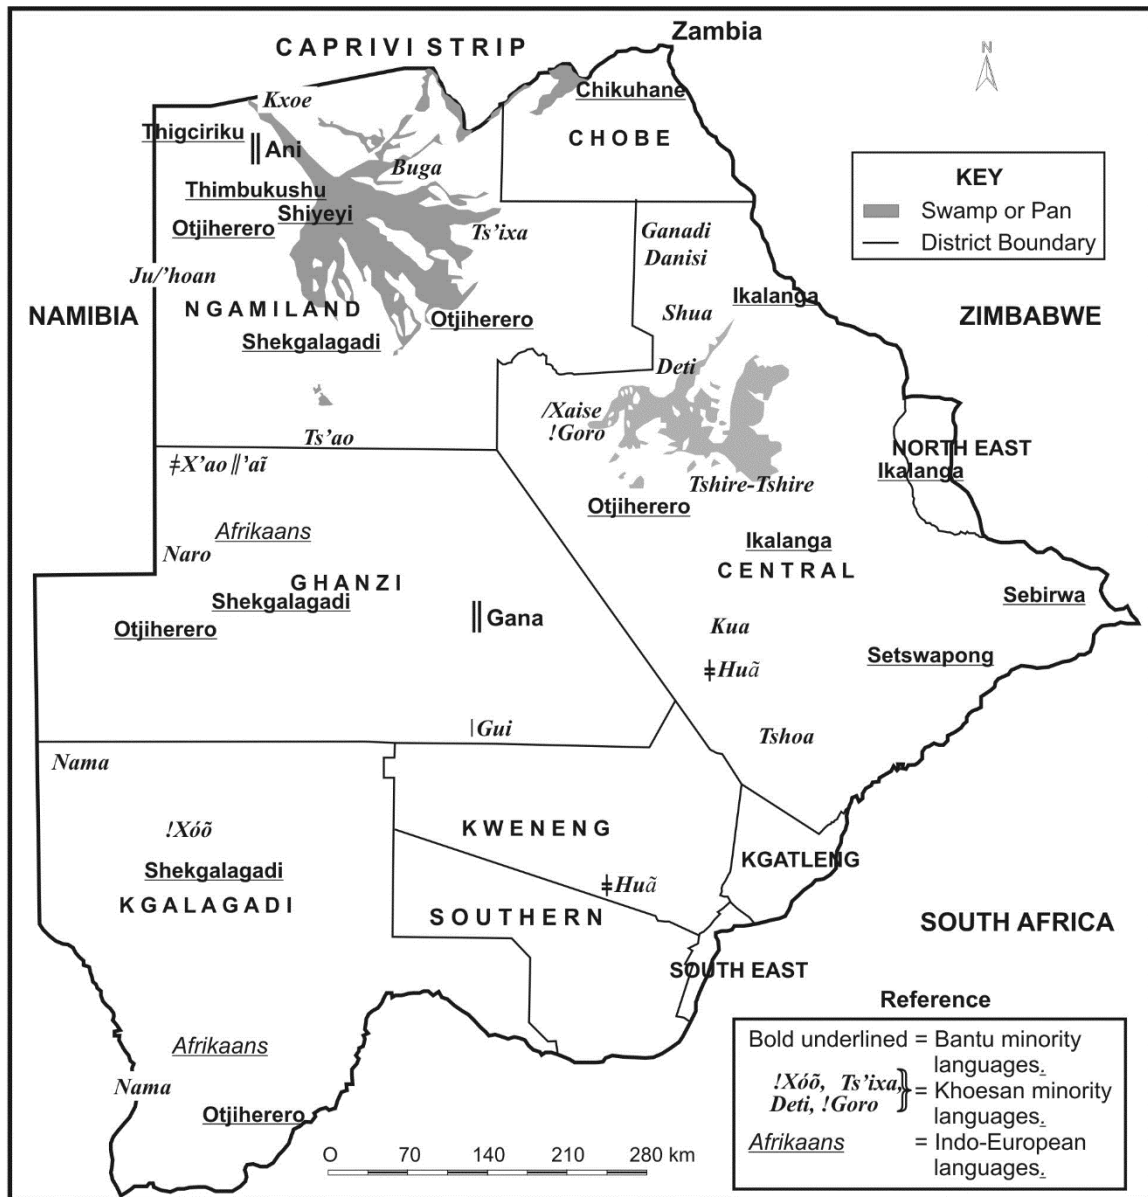 CAPRIVI STRIP
Zambia
N
Kxoe
Chikuhane
Thigciriku
ǁAni
CHOBE
Buga
KEY
Swamp or Pan
District Boundary
Thimbukushu
Shiyeyi
Otjiherero
Ts'ixa
Ganadi
Danisi
Ju/'hoan
NAMIBIA
NGAMILAND
Otjiherero
Shekgalagadi
Ikalanga
Shua
ZIMBABWE
Deti
/Xaise
!Goro
Ts'ao
ǂX'ao ǁ'aĩ
NORTH EAST
Ikalanga
Tshire-Tshire
Otjiherero
Afrikaans
Naro
Ikalanga
CENTRAL
GHANZI
Shekgalagadi
Otjiherero
ǁGana
Sebirwa
Kua
Setswapong
ǂHuã
ǀGui
Tshoa
Nama
!Xóõ
KWENENG
Shekgalagadi
KGALAGADI
KGATLENG
ǂHuã
SOUTHERN
SOUTH AFRICA
SOUTH EAST
Afrikaans
Nama
Otjiherero
O 70 140 210 280 km
Reference
Bold underlined = Bantu minority
languages.
!Xóõ, Ts'ixa,
Deti, !Goro } = Khoesan minority
languages.
Afrikaans = Indo-European
languages.